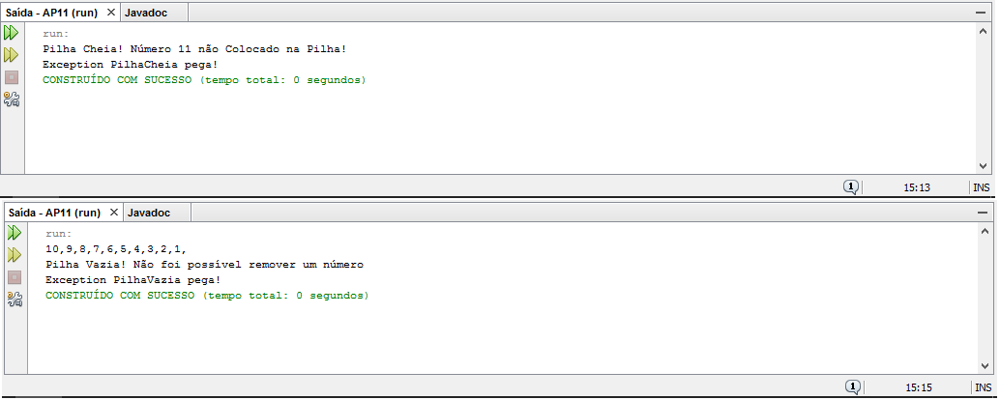 Saída - AP11 (run) × Javadoc
run:
Pilha Cheia! Número 11 não Colocado na Pilha!
Exception PilhaCheia pega!
CONSTRUÍDO COM SUCESSO (tempo total: 0 segundos)
1 15:13 INS
Saída - AP11 (run) × Javadoc
run:
10,9,8,7,6,5,4,3,2,1,
Pilha Vazia! Não foi possível remover um número
Exception PilhaVazia pega!
CONSTRUÍDO COM SUCESSO (tempo total: 0 segundos)
1 15:15 INS